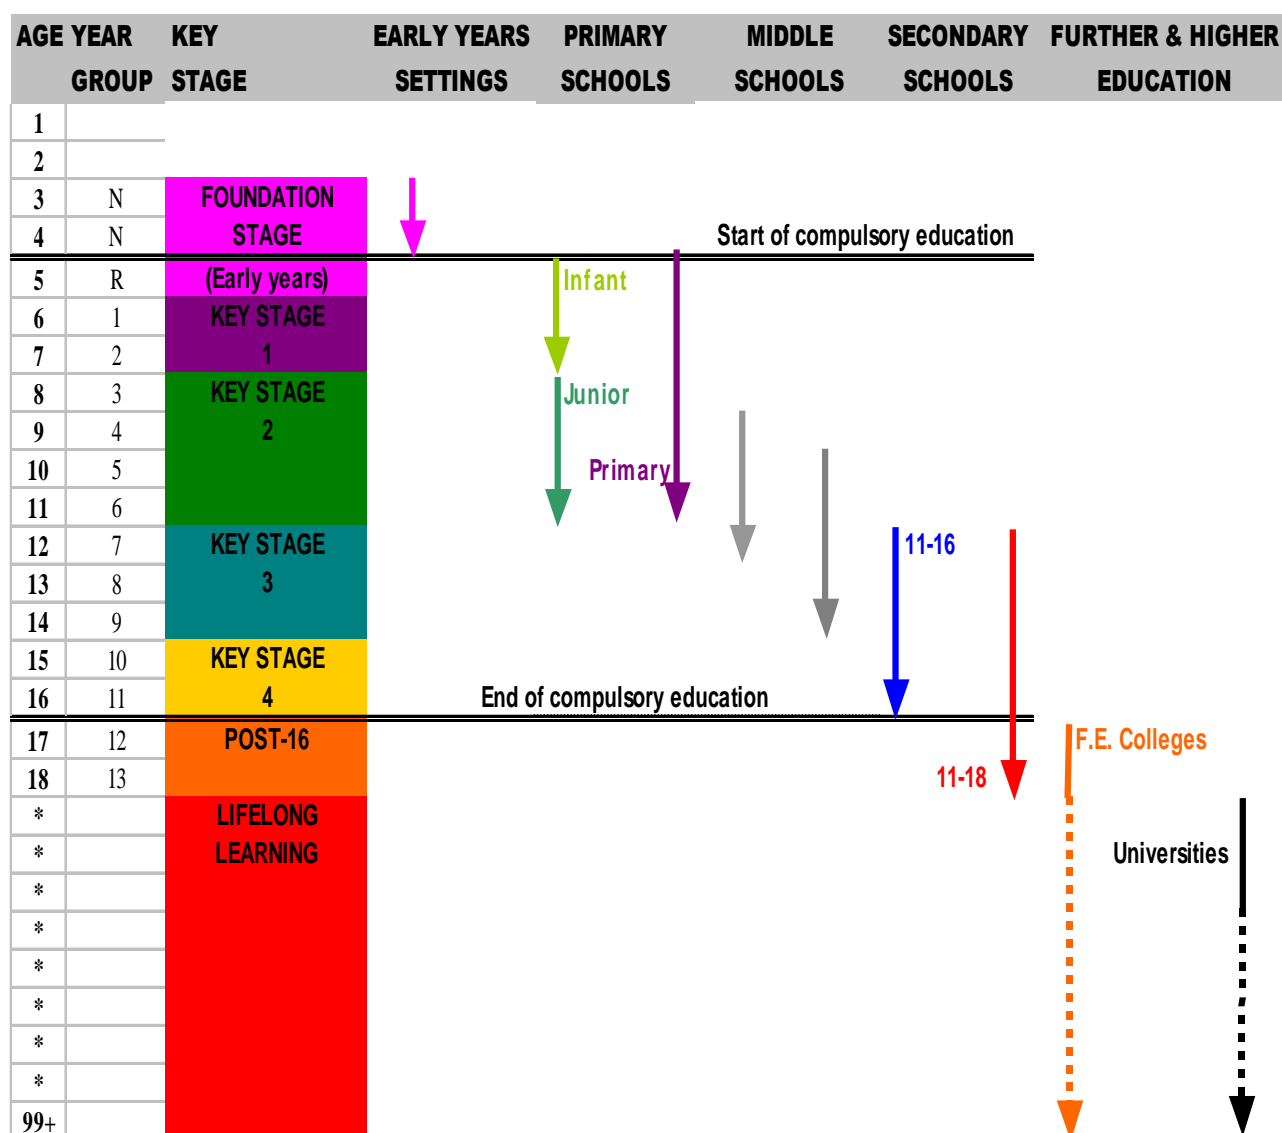 AGE YEAR KEY EARLY YEARS PRIMARY MIDDLE SECONDARY FURTHER & HIGHER
GROUP STAGE SETTINGS SCHOOLS SCHOOLS SCHOOLS EDUCATION
1
2
3 N FOUNDATION
4 N STAGE Start of compulsory education
5 R (Early years) Infant
6 1 KEY STAGE
7 2 1
8 3 KEY STAGE Junior
9 4 2
10 5 Primary
11 6
12 7 KEY STAGE 11-16
13 8 3
14 9
15 10 KEY STAGE
16 11 4 End of compulsory education
17 12 POST-16 F.E. Colleges
18 13 11-18
* LIFELONG
* LEARNING Universities
*
*
*
*
*
*
99+